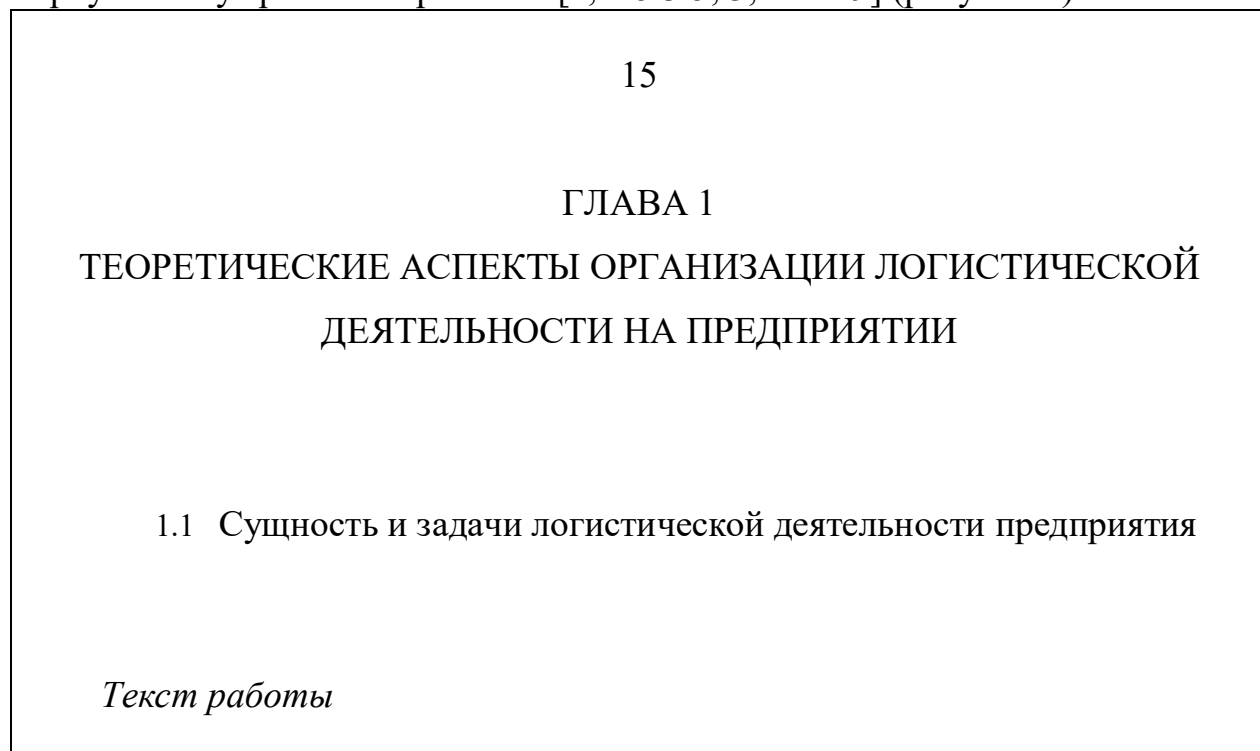 15
ГЛАВА 1
ТЕОРЕТИЧЕСКИЕ АСПЕКТЫ ОРГАНИЗАЦИИ ЛОГИСТИЧЕСКОЙ
ДЕЯТЕЛЬНОСТИ НА ПРЕДПРИЯТИИ
1.1 Сущность и задачи логистической деятельности предприятия
Текст работы